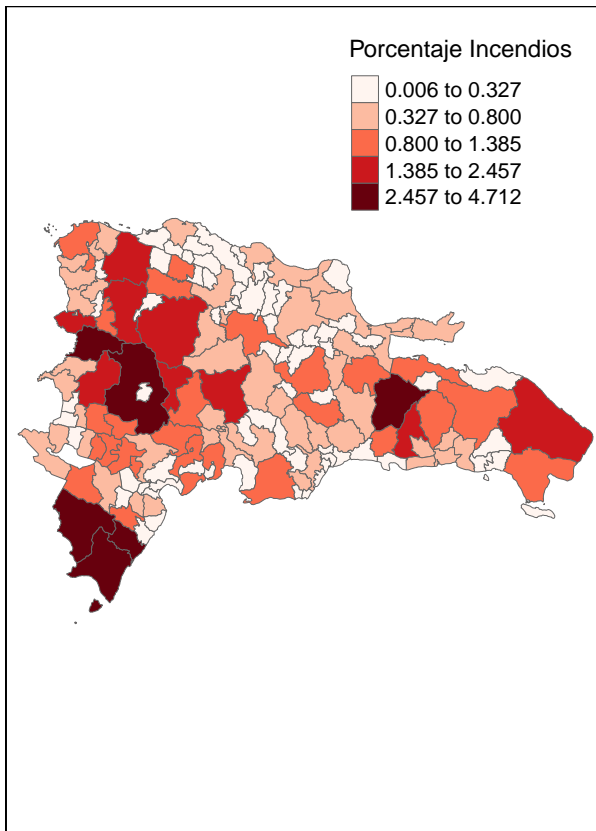 Porcentaje Incendios
0.006 to 0.327
0.327 to 0.800
0.800 to 1.385
1.385 to 2.457
2.457 to 4.712